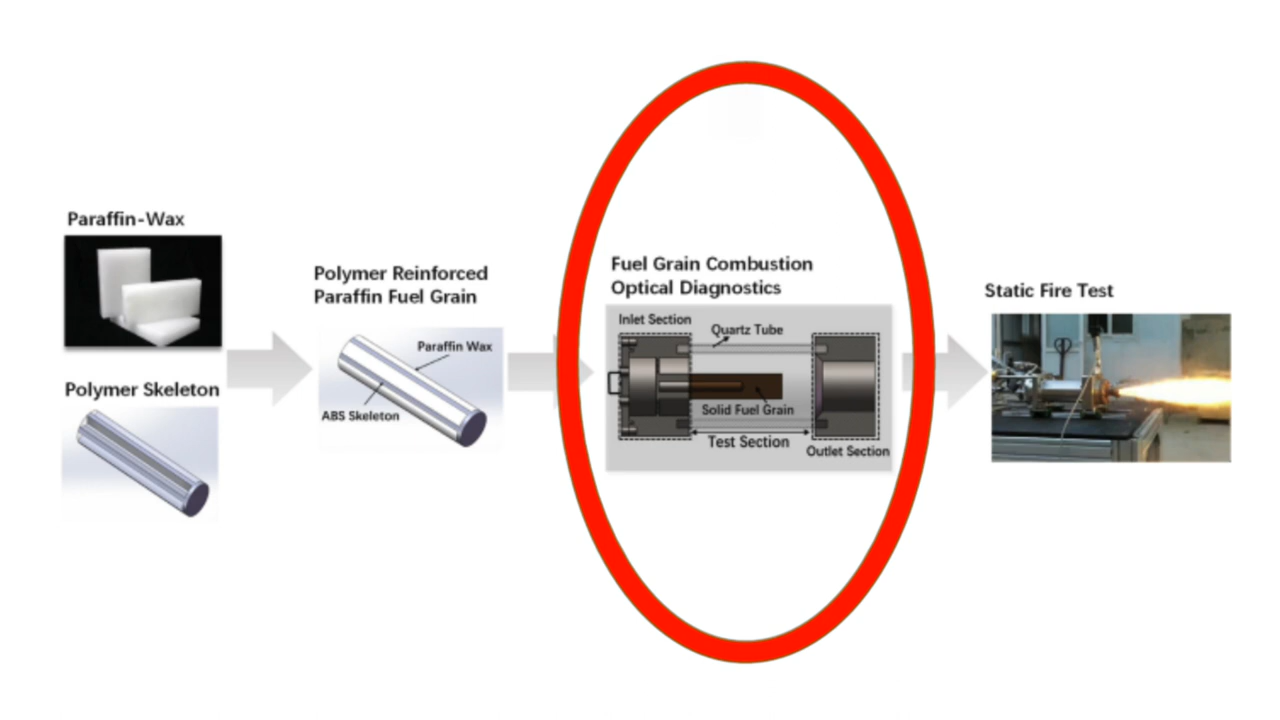 Paraffin-Wax
Polymer Skeleton
Polymer Reinforced
Paraffin Fuel Grain
Paraffin Wax
ABS Skeleton
Fuel Grain Combustion
Optical Diagnostics
Inlet Section
Quartz Tube
Solid Fuel Grain
Test Section
Outlet Section
Static Fire Test